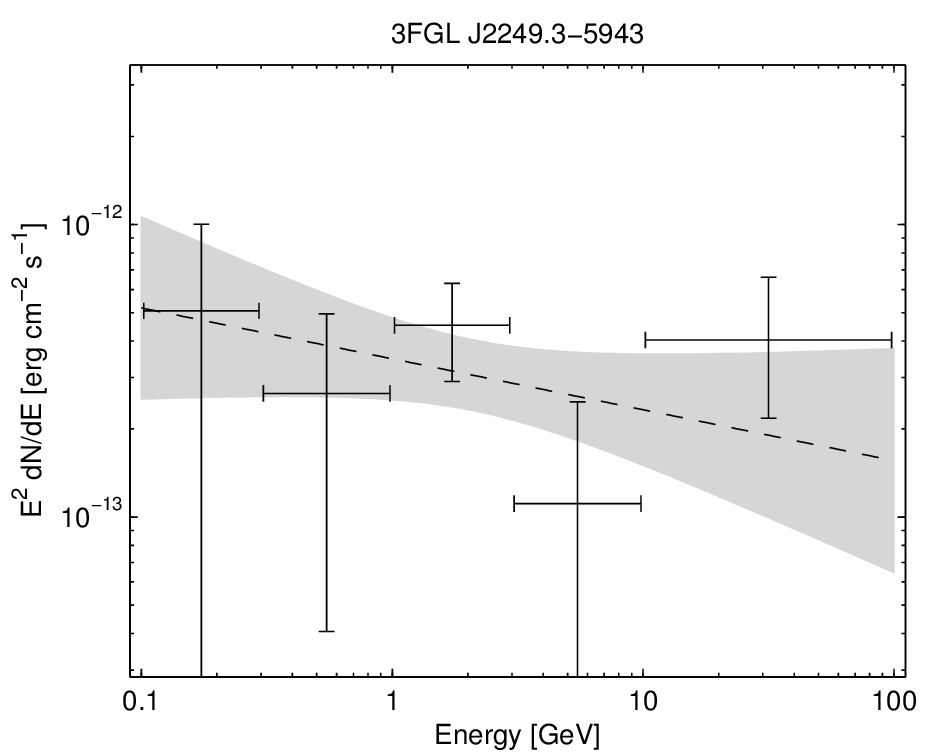 3FGL J2249.3−5943
10⁻¹²
10⁻¹³
E² dN/dE [erg cm⁻² s⁻¹]
0.1 1 10 100
Energy [GeV]